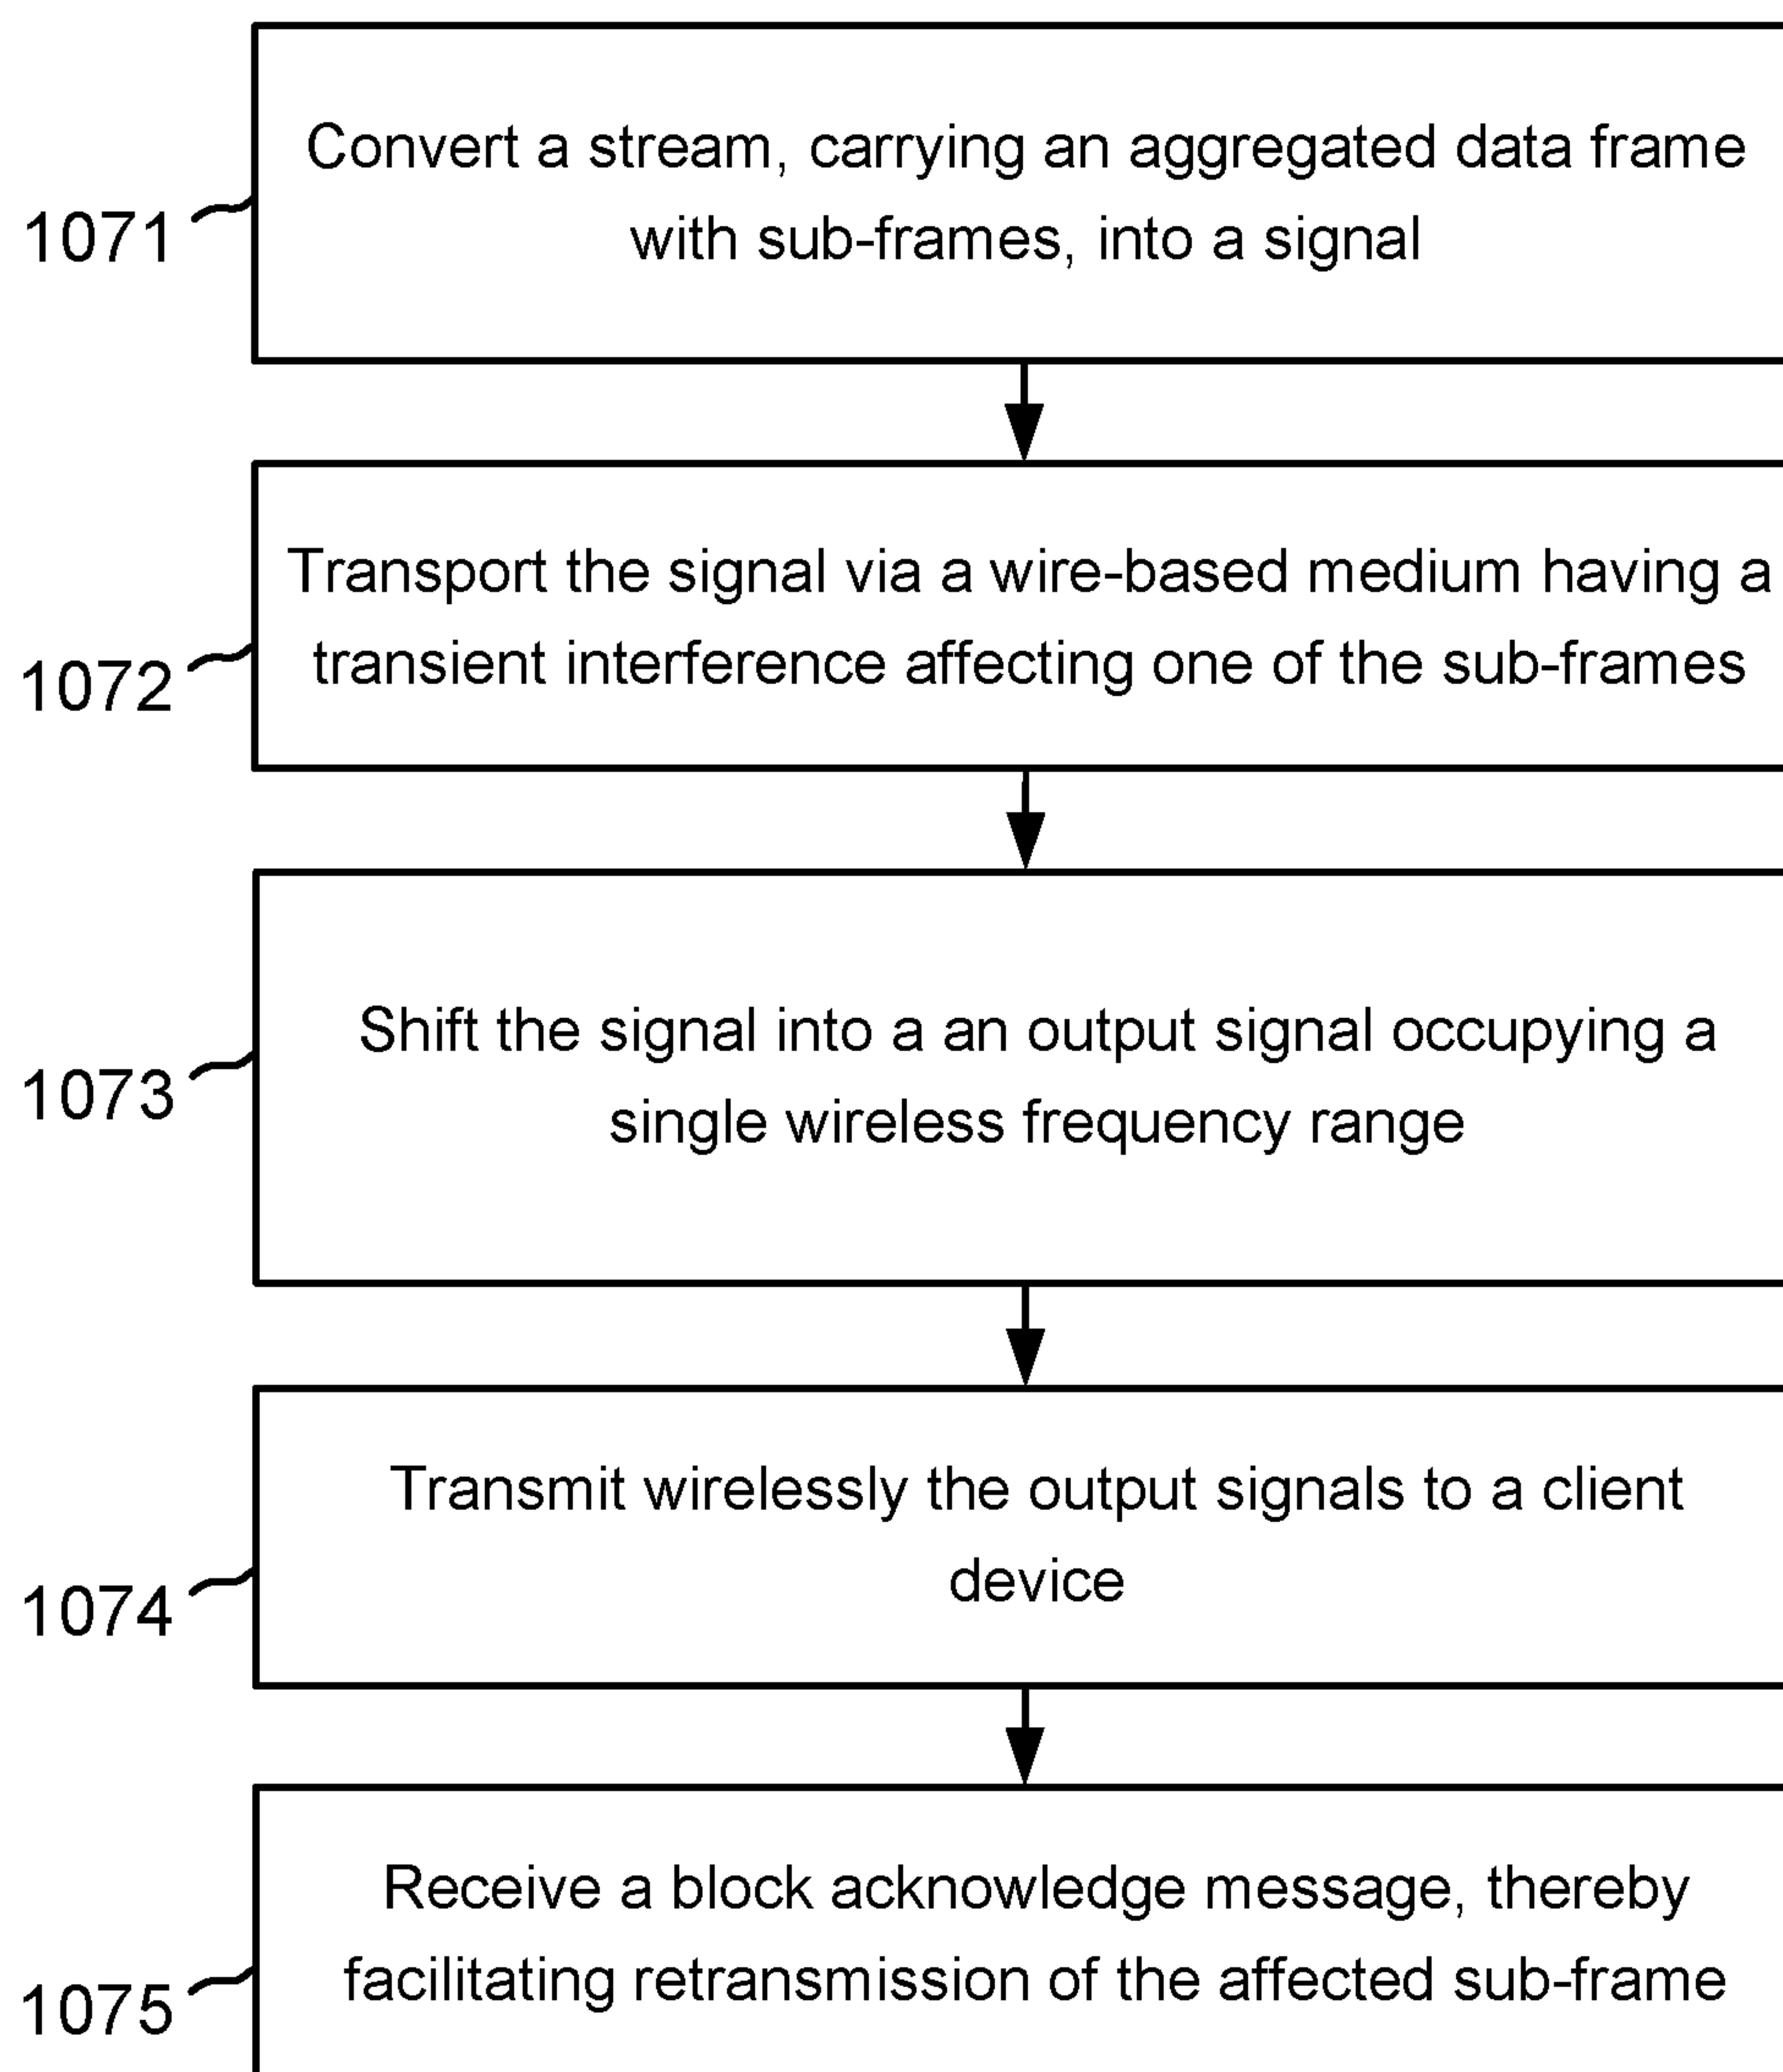 Convert a stream, carrying an aggregated data frame
with sub-frames, into a signal
1071
Transport the signal via a wire-based medium having a
transient interference affecting one of the sub-frames
1072
Shift the signal into a an output signal occupying a
single wireless frequency range
1073
Transmit wirelessly the output signals to a client
device
1074
Receive a block acknowledge message, thereby
facilitating retransmission of the affected sub-frame
1075